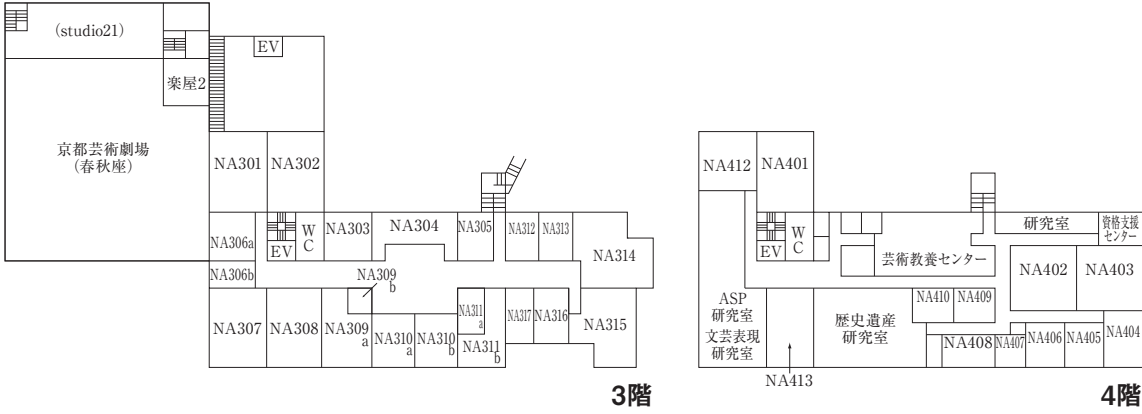 (studio21)
EV
楽屋2
京都芸術劇場
(春秋座)
NA301
NA302
NA306a
EV
W
C
NA303
NA304
NA305
NA312
NA313
NA314
NA306b
NA309
b
NA307
NA308
NA309
a
NA310
a
NA310
b
NA311
a
NA311
b
NA317
NA316
NA315
3階
NA412
NA401
EV
W
C
研究室
資格支援
センター
芸術教養センター
NA402
NA403
ASP
研究室
文芸表現
研究室
NA413
歴史遺産
研究室
NA410
NA409
NA408
NA407
NA406
NA405
NA404
4階